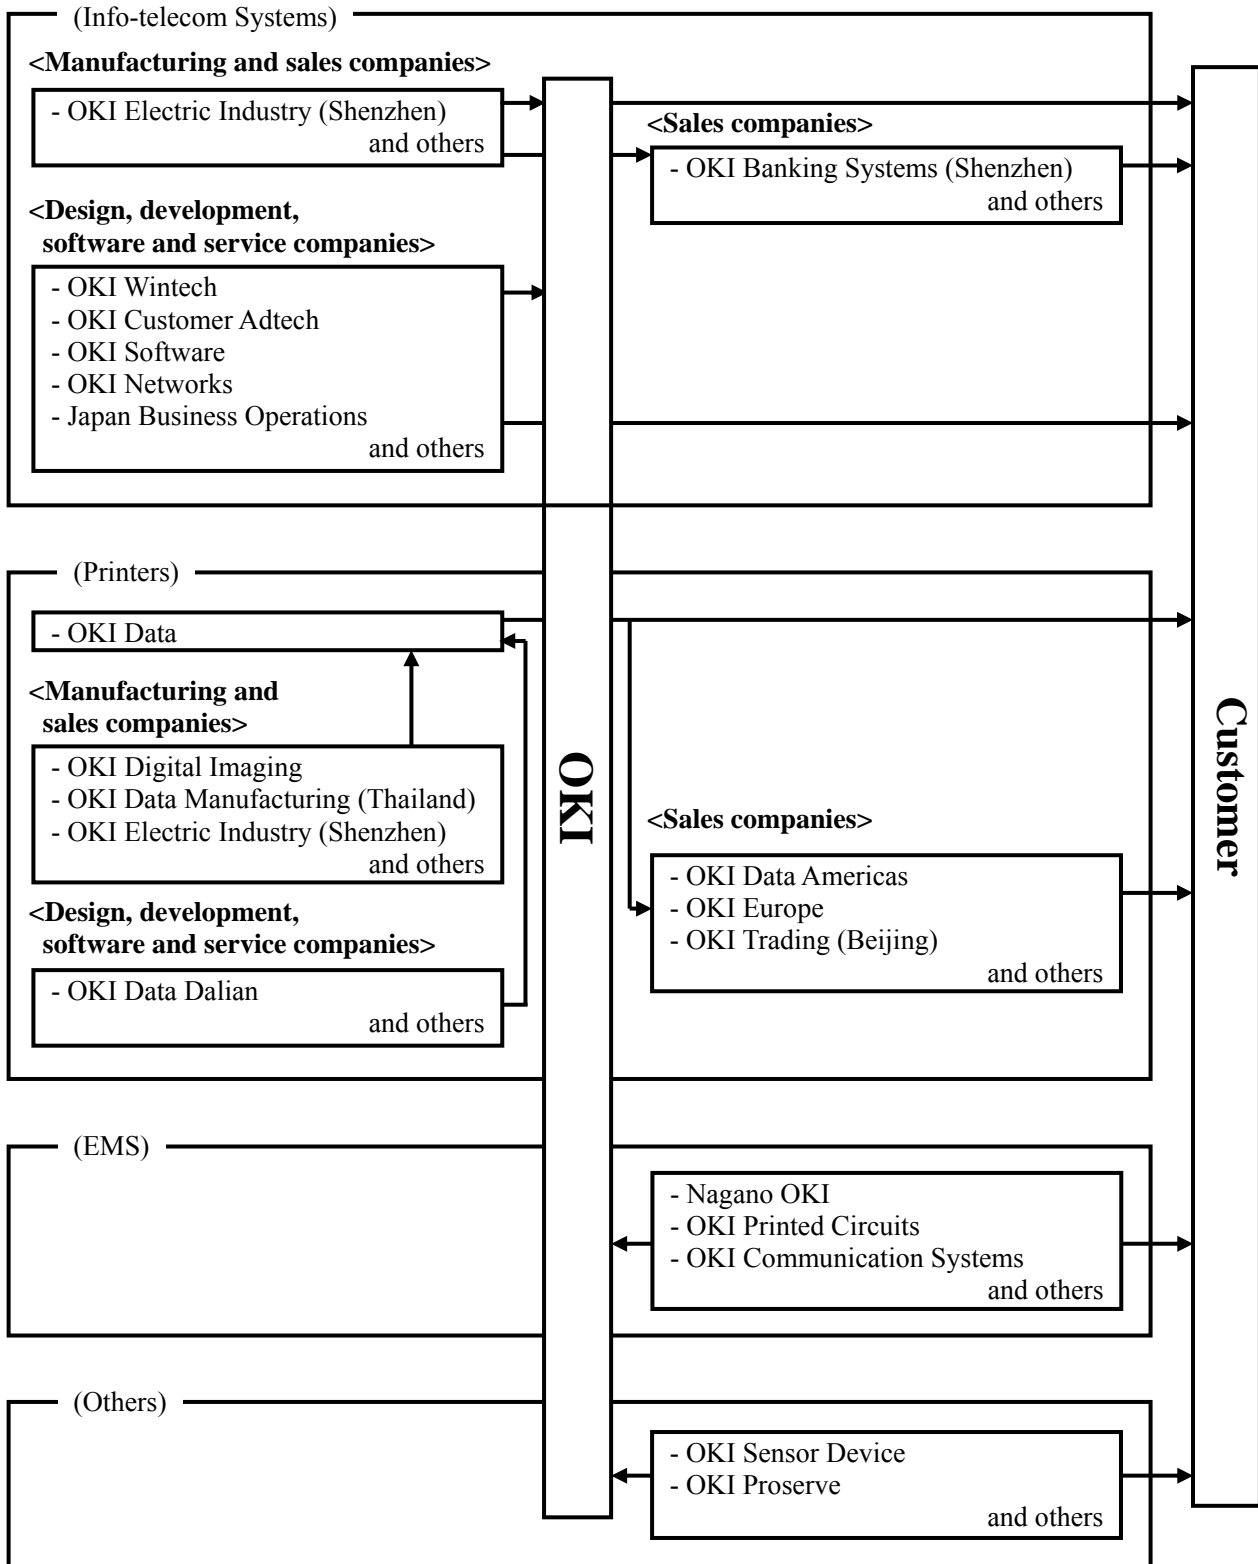 (Info-telecom Systems)
<Manufacturing and sales companies>
- OKI Electric Industry (Shenzhen)
and others
<Sales companies>
- OKI Banking Systems (Shenzhen)
and others
<Design, development,
software and service companies>
- OKI Wintech
- OKI Customer Adtech
- OKI Software
- OKI Networks
- Japan Business Operations
and others
(Printers)
- OKI Data
<Manufacturing and
sales companies>
- OKI Digital Imaging
- OKI Data Manufacturing (Thailand)
- OKI Electric Industry (Shenzhen)
and others
<Design, development,
software and service companies>
- OKI Data Dalian
and others
OKI
<Sales companies>
- OKI Data Americas
- OKI Europe
- OKI Trading (Beijing)
and others
Customer
(EMS)
- Nagano OKI
- OKI Printed Circuits
- OKI Communication Systems
and others
(Others)
- OKI Sensor Device
- OKI Proserve
and others